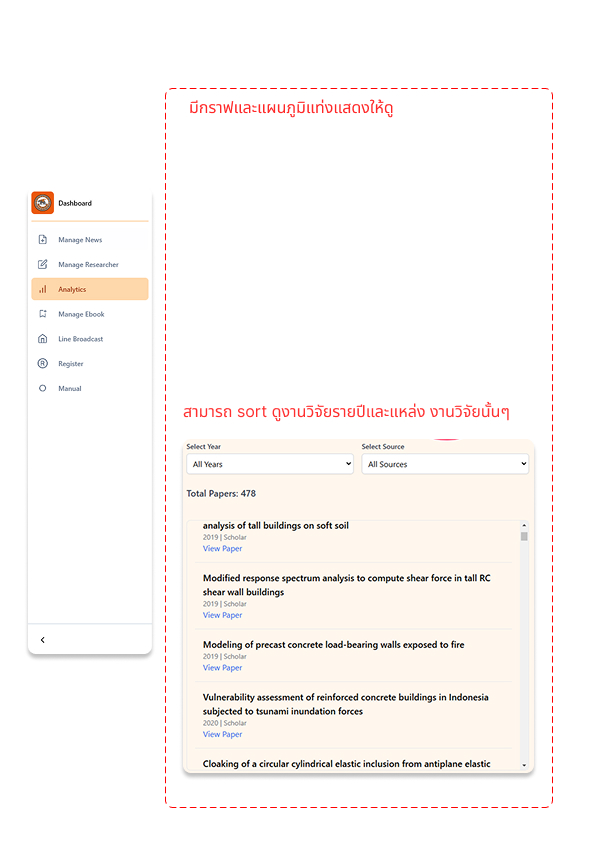 มีกราฟและแผนภูมิแท่งแสดงให้ดู
Dashboard
Manage News
Manage Researcher
Analytics
Manage Ebook
Line Broadcast
R Register
Manual
สามารถ sort ดูงานวิจัยรายปีและแหล่ง งานวิจัยนั้นๆ
Select Year
Select Source
All Years
All Sources
Total Papers: 478
analysis of tall buildings on soft soil
2019 | Scholar
View Paper
Modified response spectrum analysis to compute shear force in tall RC
shear wall buildings
2019 | Scholar
View Paper
Modeling of precast concrete load-bearing walls exposed to fire
2019 | Scholar
View Paper
Vulnerability assessment of reinforced concrete buildings in Indonesia
subjected to tsunami inundation forces
2020 | Scholar
View Paper
Cloaking of a circular cylindrical elastic inclusion from antiplane elastic